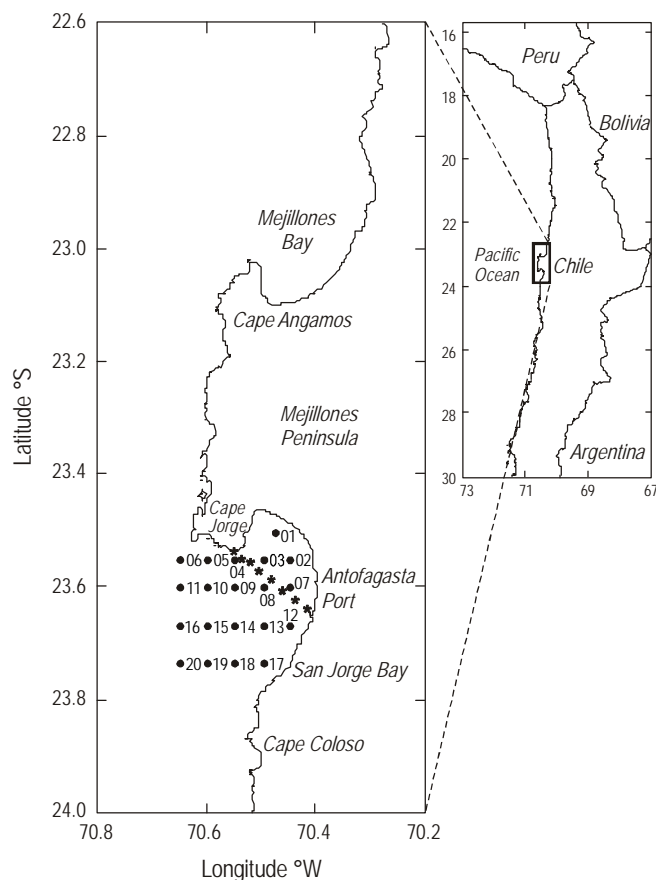 22.6
22.8
23.0
23.2
23.4
23.6
23.8
24.0
Latitude °S
70.8
70.6
70.4
70.2
Longitude °W
Mejillones
Bay
Cape Angamos
Mejillones
Peninsula
Cape
Jorge
01
06
05
03
02
04
11
10
09
08
07
12
Antofagasta
Port
16
15
14
13
20
19
18
17
San Jorge Bay
Cape Coloso
16
18
20
22
24
26
28
30
73
71
69
67
Peru
Bolivia
Pacific
Ocean
Chile
Argentina